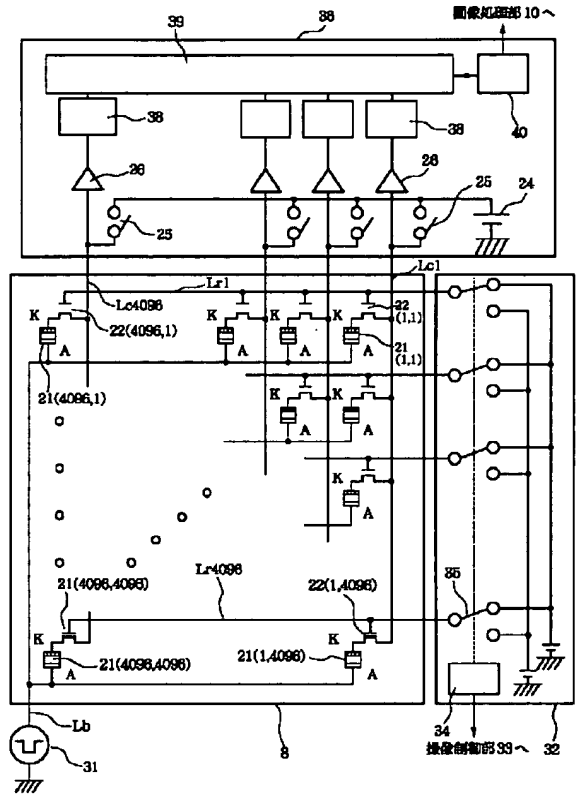 画像処理部10へ
39
36
38
38
40
26
26
25
24
25
Lc1
Lc4096
Lr1
K
22(4096,1)
A
21(4096,1)
K
A
K
A
K
22
(1,1)
21
(1,1)
A
K
A
K
A
K
A
Lr4096
21(4096,4096)
22(1,4096)
35
K
21(4096,4096)
A
K
21(1,4096)
A
34
Lb
31
8
撮像制御部33へ
32